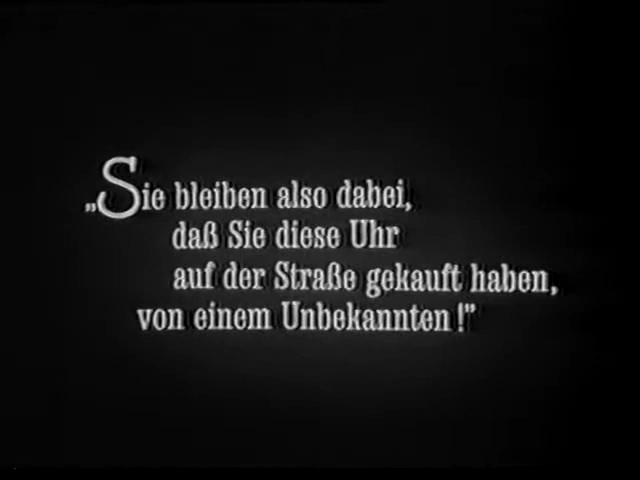 „Sie bleiben also dabei,
daß Sie diese Uhr
auf der Straße gekauft haben,
von einem Unbekannten!”